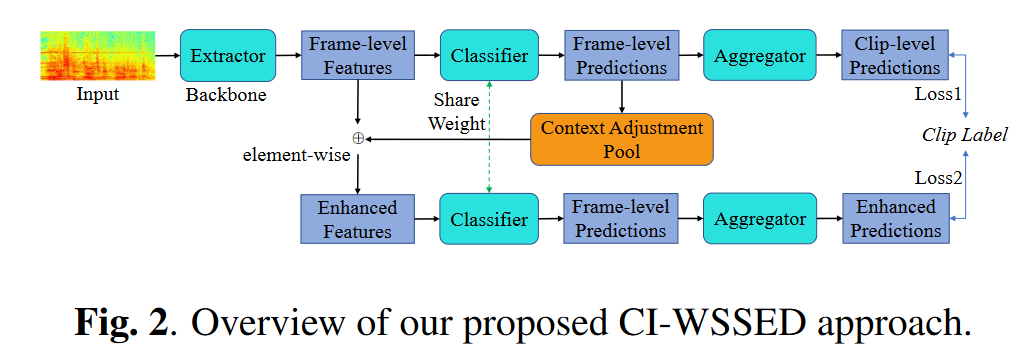 Input
Extractor
Backbone
Frame-level
Features
Classifier
Frame-level
Predictions
Aggregator
Clip-level
Predictions
Loss1
Share
Weight
Context Adjustment
Pool
Clip Label
⊕
element-wise
Loss2
Enhanced
Features
Classifier
Frame-level
Predictions
Aggregator
Enhanced
Predictions
Fig. 2. Overview of our proposed CI-WSSED approach.